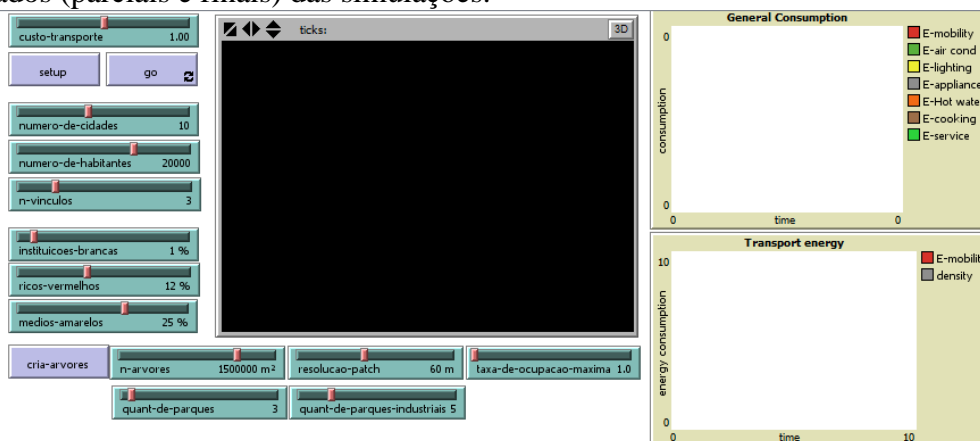 ados (parciais e finais) das simulações.
custo-transporte 1.00
setup
go
numero-de-cidades 10
numero-de-habitantes 20000
n-vinculos 3
instituicoes-brancas 1 %
ricos-vermelhos 12 %
medios-amarelos 25 %
ticks:
3D
cria-arvores
n-arvores 1500000 m²
resolucao-patch 60 m
taxa-de-ocupacao-maxima 1.0
quant-de-parques 3
quant-de-parques-industriais 5
General Consumption
0
consumption
0
0
time
0
E-mobility
E-air cond
E-lighting
E-appliance
E-Hot wate
E-cooking
E-service
Transport energy
10
energy consumption
0
0
time
10
E-mobilit
density